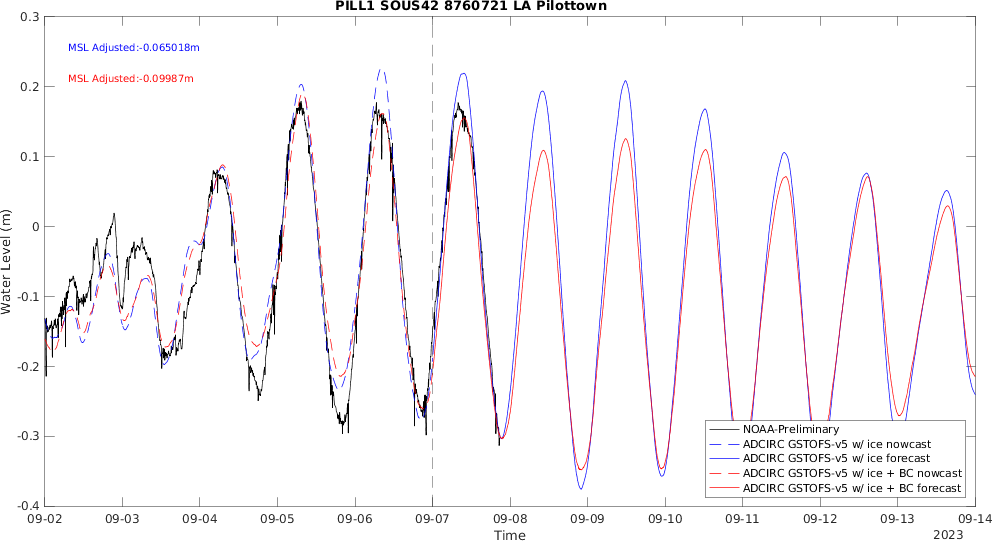 PILL1 SOUS42 8760721 LA Pilottown
MSL Adjusted:-0.065018m
MSL Adjusted:-0.09987m
Water Level (m)
0.3
0.2
0.1
0
-0.1
-0.2
-0.3
-0.4
NOAA-Preliminary
ADCIRC GSTOFS-v5 w/ ice nowcast
ADCIRC GSTOFS-v5 w/ ice forecast
ADCIRC GSTOFS-v5 w/ ice + BC nowcast
ADCIRC GSTOFS-v5 w/ ice + BC forecast
09-02 09-03 09-04 09-05 09-06 09-07 09-08 09-09 09-10 09-11 09-12 09-13 09-14
Time
2023